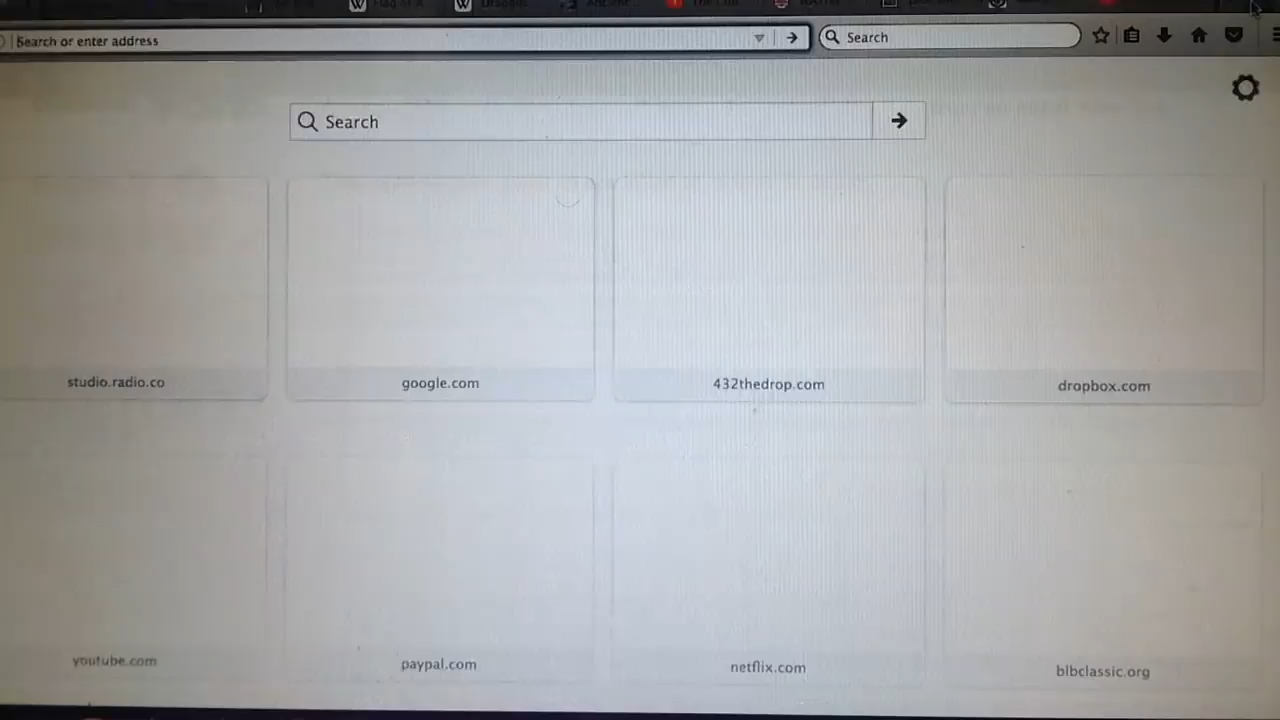 Search or enter address
Search
Search
studio.radio.co
google.com
432thedrop.com
dropbox.com
youtube.com
paypal.com
netflix.com
blbclassic.org